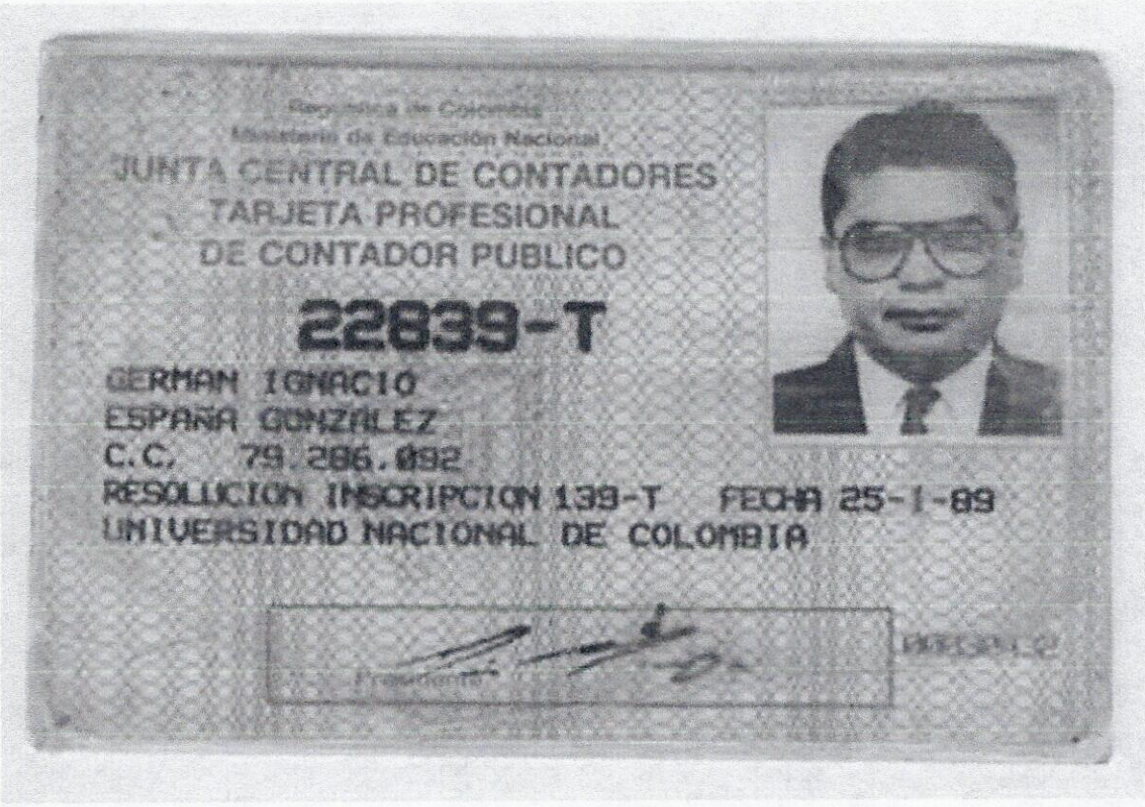 República de Colombia
Ministerio de Educación Nacional
JUNTA CENTRAL DE CONTADORES
TARJETA PROFESIONAL
DE CONTADOR PUBLICO
22839-T
GERMAN IGNACIO
ESPAÑA GONZALEZ
C.C. 79.286.092
RESOLUCION INSCRIPCION 139-T FECHA 25-I-89
UNIVERSIDAD NACIONAL DE COLOMBIA
Presidente